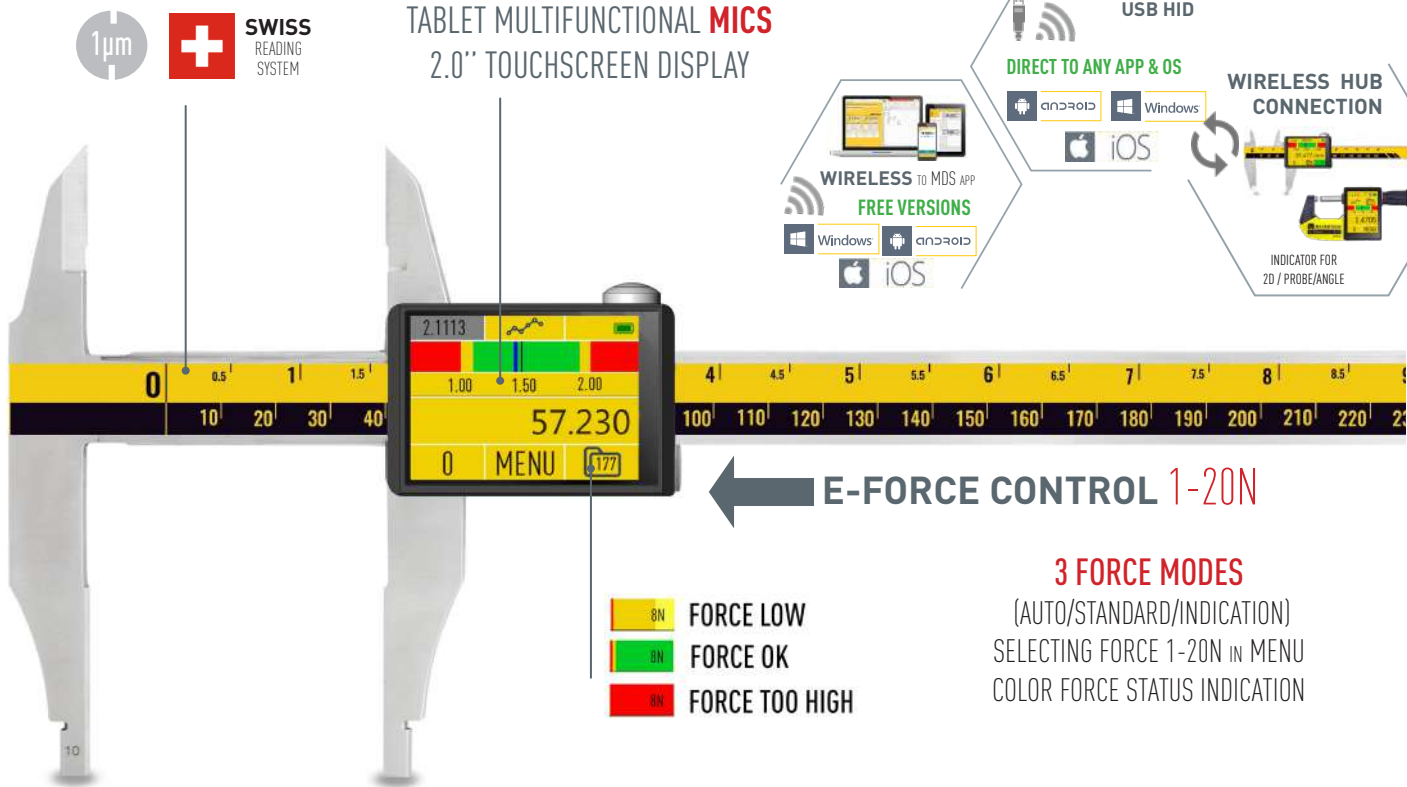 1µm
SWISS
READING
SYSTEM
TABLET MULTIFUNCTIONAL MICS
2.0'' TOUCHSCREEN DISPLAY
USB HID
DIRECT TO ANY APP & OS
android
Windows
iOS
WIRELESS HUB
CONNECTION
INDICATOR FOR
2D / PROBE/ANGLE
WIRELESS TO MDS APP
FREE VERSIONS
Windows
android
iOS
2.1113
1.00 1.50 2.00
57.230
0 MENU 177
0 0.5 1 1.5 4 4.5 5 5.5 6 6.5 7 7.5 8 8.5 9
10 20 30 40 100 110 120 130 140 150 160 170 180 190 200 210 220 23
E-FORCE CONTROL 1-20N
8N FORCE LOW
8N FORCE OK
8N FORCE TOO HIGH
3 FORCE MODES
(AUTO/STANDARD/INDICATION)
SELECTING FORCE 1-20N IN MENU
COLOR FORCE STATUS INDICATION
10